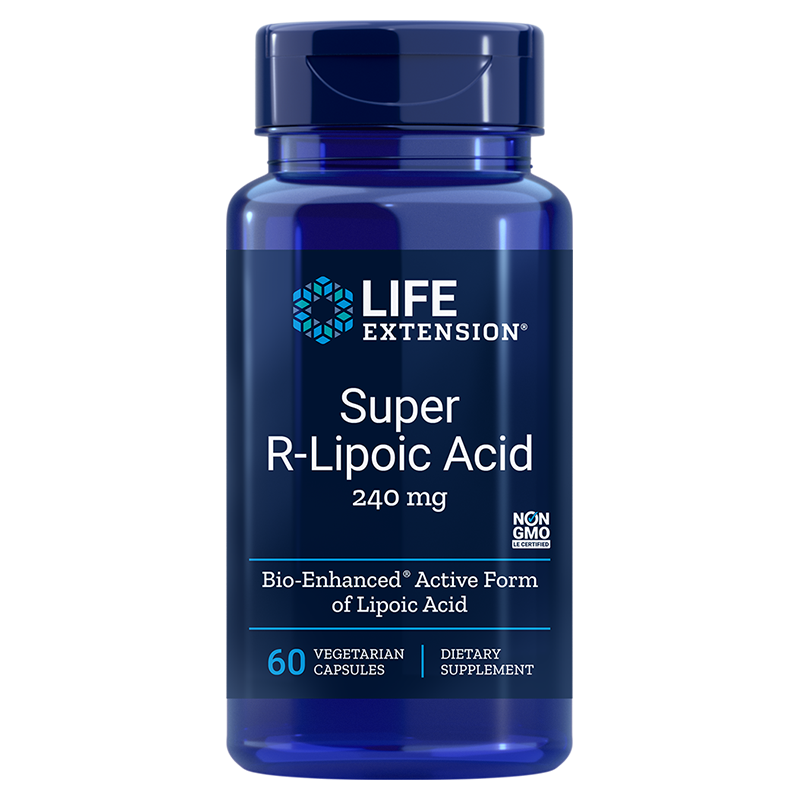 LIFE
EXTENSION®
Super
R-Lipoic Acid
240 mg
NON
GMO
LE CERTIFIED
Bio-Enhanced® Active Form
of Lipoic Acid
60 VEGETARIAN CAPSULES | DIETARY SUPPLEMENT